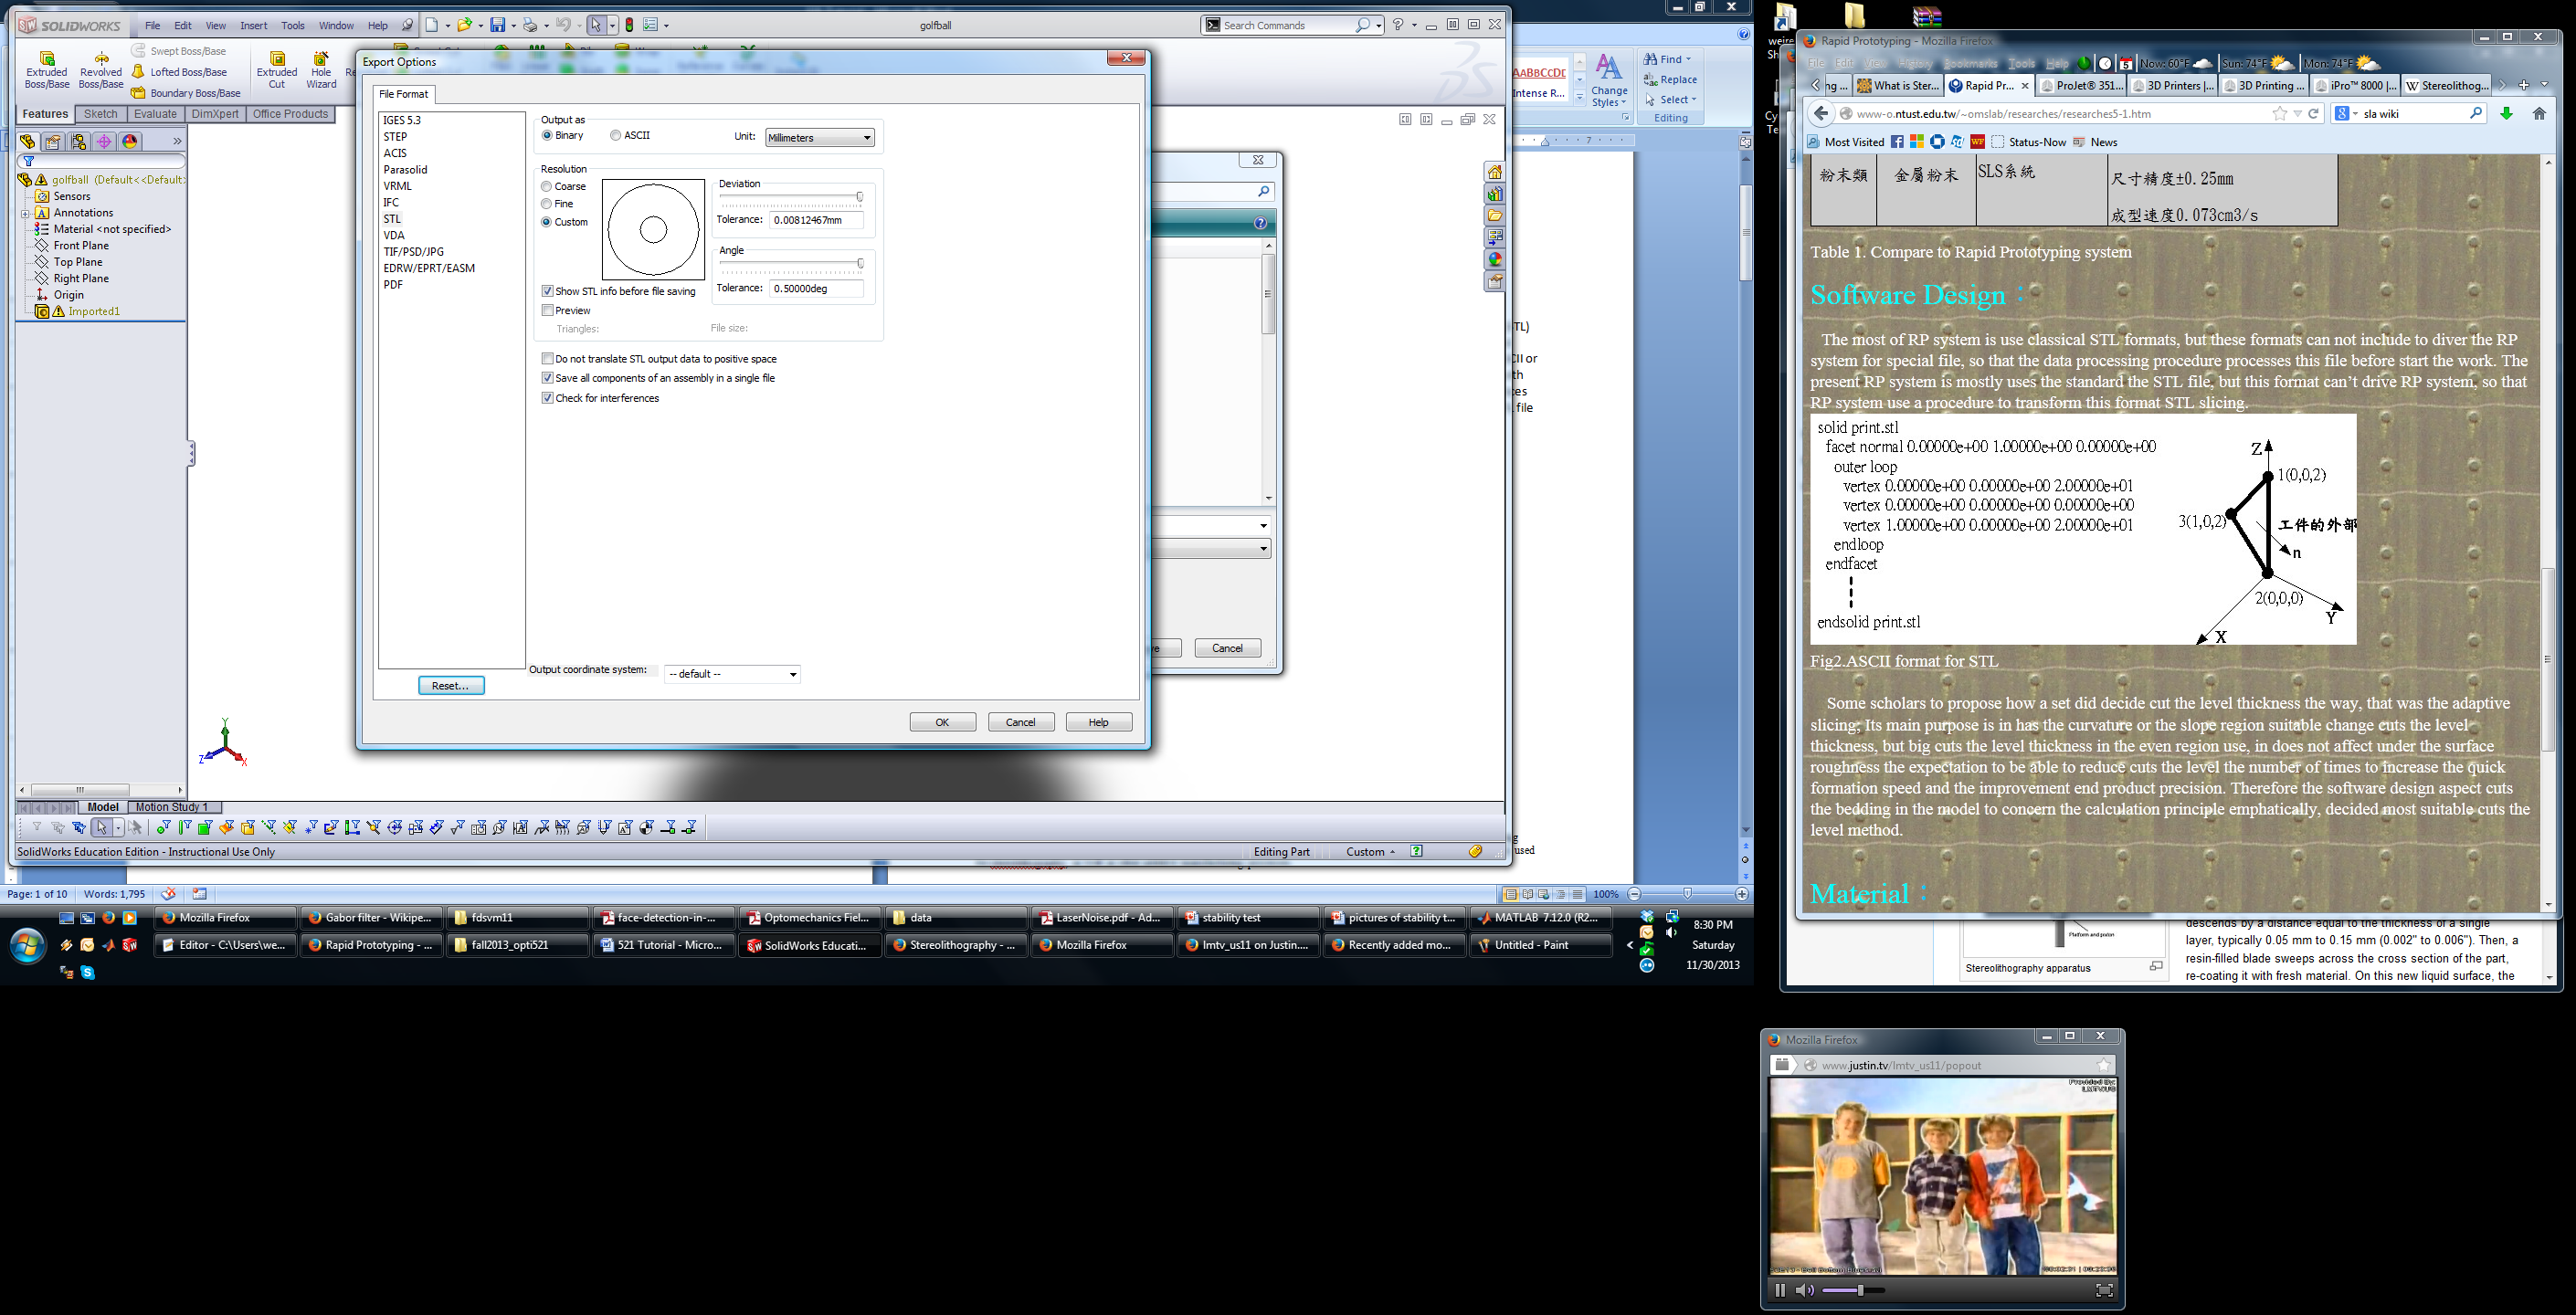 SOLIDWORKS
File Edit View Insert Tools Window Help
golfball
Search Commands
Extruded Boss/Base
Revolved Boss/Base
Swept Boss/Base
Lofted Boss/Base
Boundary Boss/Base
Extruded Cut
Hole Wizard
Features Sketch Evaluate DimXpert Office Products
golfball (Default<<Default
Sensors
Annotations
Material <not specified>
Front Plane
Top Plane
Right Plane
Origin
Imported1
Export Options
File Format
IGES 5.3
STEP
ACIS
Parasolid
VRML
IFC
STL
VDA
TIF/PSD/JPG
EDRW/EPRT/EASM
PDF
Output as
Binary ASCII Unit: Millimeters
Resolution
Coarse
Fine
Custom
Deviation
Tolerance: 0.00812467mm
Angle
Tolerance: 0.50000deg
Show STL info before file saving
Preview
Triangles: File size:
Do not translate STL output data to positive space
Save all components of an assembly in a single file
Check for interferences
Output coordinate system: -- default --
Reset...
OK Cancel Help
Cancel
Y
Z X
Model Motion Study 1
SolidWorks Education Edition - Instructional Use Only
Editing Part Custom
AABBCCDE
Intense R...
Change Styles
Find
Replace
Select
Editing
7
TL)
CII or
file
used
Page: 1 of 10 Words: 1,795
100%
Mozilla Firefox
Gabor filter - Wikipe...
fdsvm11
face-detection-in-...
Optomechanics Fiel...
data
LaserNoise.pdf - Ad...
stability test
pictures of stability t...
MATLAB 7.12.0 (R2...
Editor - C:\Users\we...
Rapid Prototyping - ...
fall2013_opti521
521 Tutorial - Micro...
SolidWorks Educati...
Stereolithography - ...
Mozilla Firefox
lmtv_us11 on Justin....
Recently added mo...
Untitled - Paint
8:30 PM
Saturday
11/30/2013
Rapid Prototyping - Mozilla Firefox
File Edit View History Bookmarks Tools Help
Now: 60°F Sun: 74°F Mon: 74°F
ng ... What is Ster... Rapid Pr... ProJet® 351... 3D Printers |... 3D Printing ... iPro™ 8000 |... Stereolithog...
www-o.ntust.edu.tw/~omslab/researches/researches5-1.htm
sla wiki
Most Visited Status-Now News
粉末類 金屬粉末 SLS系統 尺寸精度±0.25mm
成型速度0.073cm3/s
Table 1. Compare to Rapid Prototyping system
Software Design：
The most of RP system is use classical STL formats, but these formats can not include to diver the RP
system for special file, so that the data processing procedure processes this file before start the work. The
present RP system is mostly uses the standard the STL file, but this format can't drive RP system, so that
RP system use a procedure to transform this format STL slicing.
solid print.stl
facet normal 0.00000e+00 1.00000e+00 0.00000e+00
outer loop
vertex 0.00000e+00 0.00000e+00 2.00000e+01
vertex 0.00000e+00 0.00000e+00 0.00000e+00
vertex 1.00000e+00 0.00000e+00 2.00000e+01
endloop
endfacet
endsolid print.stl
Z
1(0,0,2)
3(1,0,2)
工件的外部
n
2(0,0,0)
Y
X
Fig2.ASCII format for STL
Some scholars to propose how a set did decide cut the level thickness the way, that was the adaptive
slicing; Its main purpose is in has the curvature or the slope region suitable change cuts the level
thickness, but big cuts the level thickness in the even region use, in does not affect under the surface
roughness the expectation to be able to reduce cuts the level the number of times to increase the quick
formation speed and the improvement end product precision. Therefore the software design aspect cuts
the bedding in the model to concern the calculation principle emphatically, decided most suitable cuts the
level method.
Material：
Platform and piston
Stereolithography apparatus
descends by a distance equal to the thickness of a single
layer, typically 0.05 mm to 0.15 mm (0.002" to 0.006"). Then, a
resin-filled blade sweeps across the cross section of the part,
re-coating it with fresh material. On this new liquid surface, the
Mozilla Firefox
www.justin.tv/lmtv_us11/popout
Provided By: